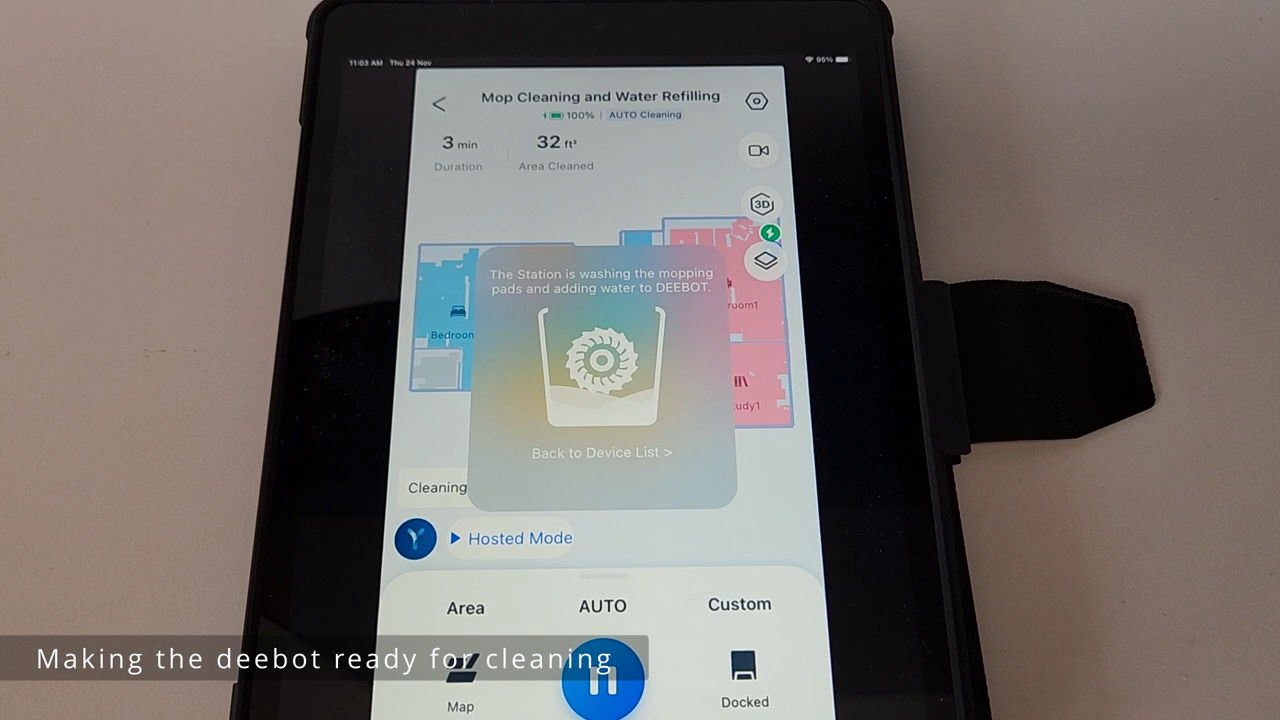 11:03 AM Thu 24 Nov
95%
<
Mop Cleaning and Water Refilling
100% | AUTO Cleaning
3 min
Duration
32 ft²
Area Cleaned
3D
The Station is washing the mopping
pads and adding water to DEEBOT.
Bedroon
room1
udy1
Back to Device List >
Cleaning
Hosted Mode
Area
AUTO
Custom
Making the deebot ready for cleaning
Map
Docked